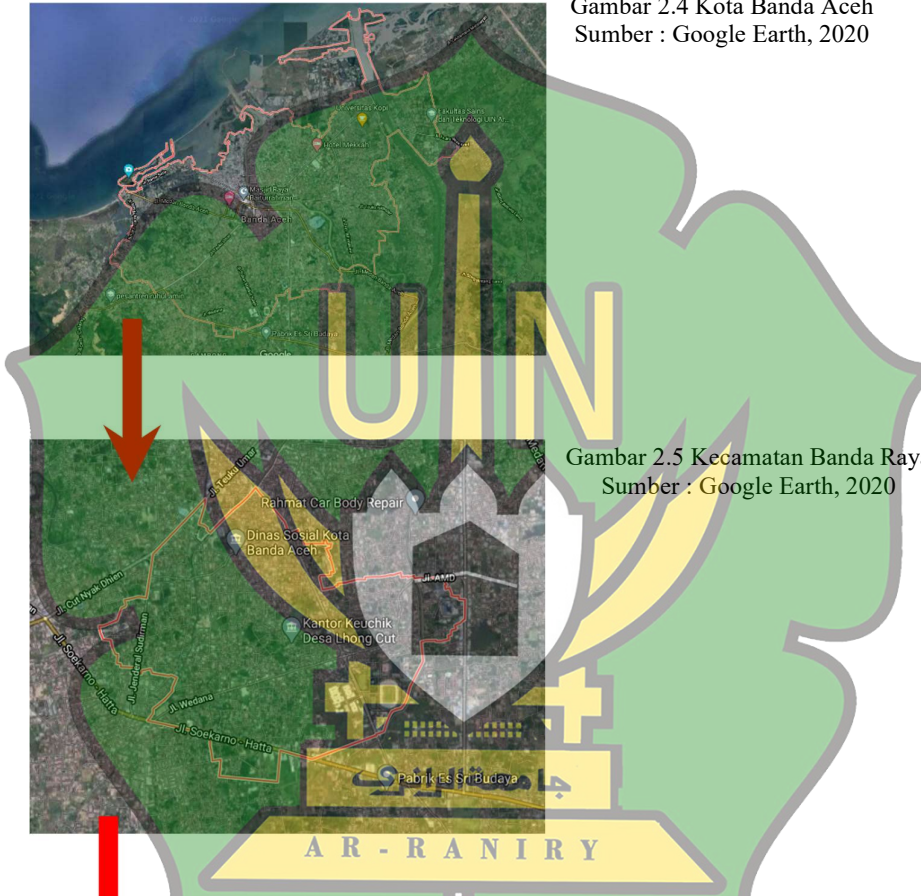 Gambar 2.4 Kota Banda Aceh
Sumber : Google Earth, 2020
Universitas Kopi
Fakultas Sains
dan Teknologi UIN Ar-
Hotel Mekkah
Masjid Raya
Baiturrahman
Banda Aceh
Pabrik Es Sri Budaya
Google
UIN
Gambar 2.5 Kecamatan Banda Raya
Sumber : Google Earth, 2020
Jl. Teuku Umar
Rahmat Car Body Repair
Dinas Sosial Kota
Banda Aceh
Jl. AMD
Jl. Cut Nyak Dhien
Kantor Keuchik
Desa Lhong Cut
Jl. Jenderal Sudirman
Jl. Soekarno - Hatta
Jl. Wedana
Jl. Soekarno - Hatta
Pabrik Es Sri Budaya
جامعة الرانري
AR-RANIRY